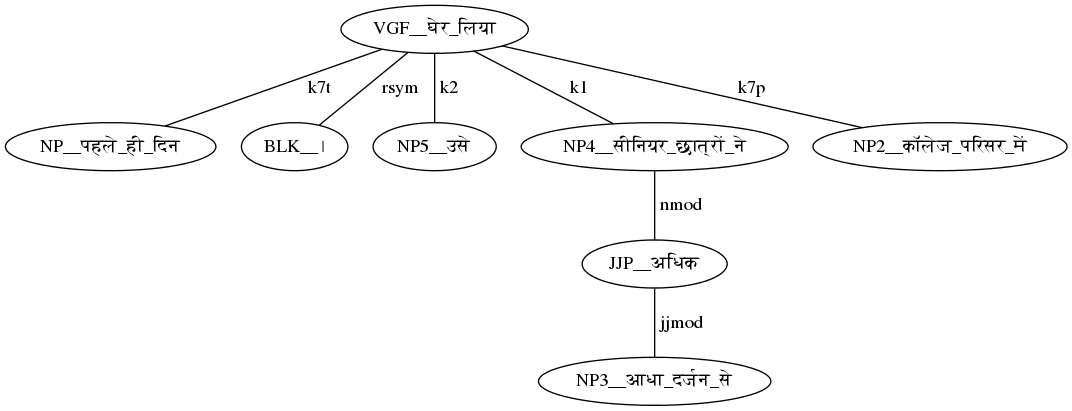 VGF__घेर_लिया
k7t rsym k2 k1 k7p
NP__पहले_ही_दिन BLK__। NP5__उसे NP4__सीनियर_छात्रों_ने NP2__कॉलेज_परिसर_में
nmod
JJP__अधिक
jjmod
NP3__आधा_दर्जन_से